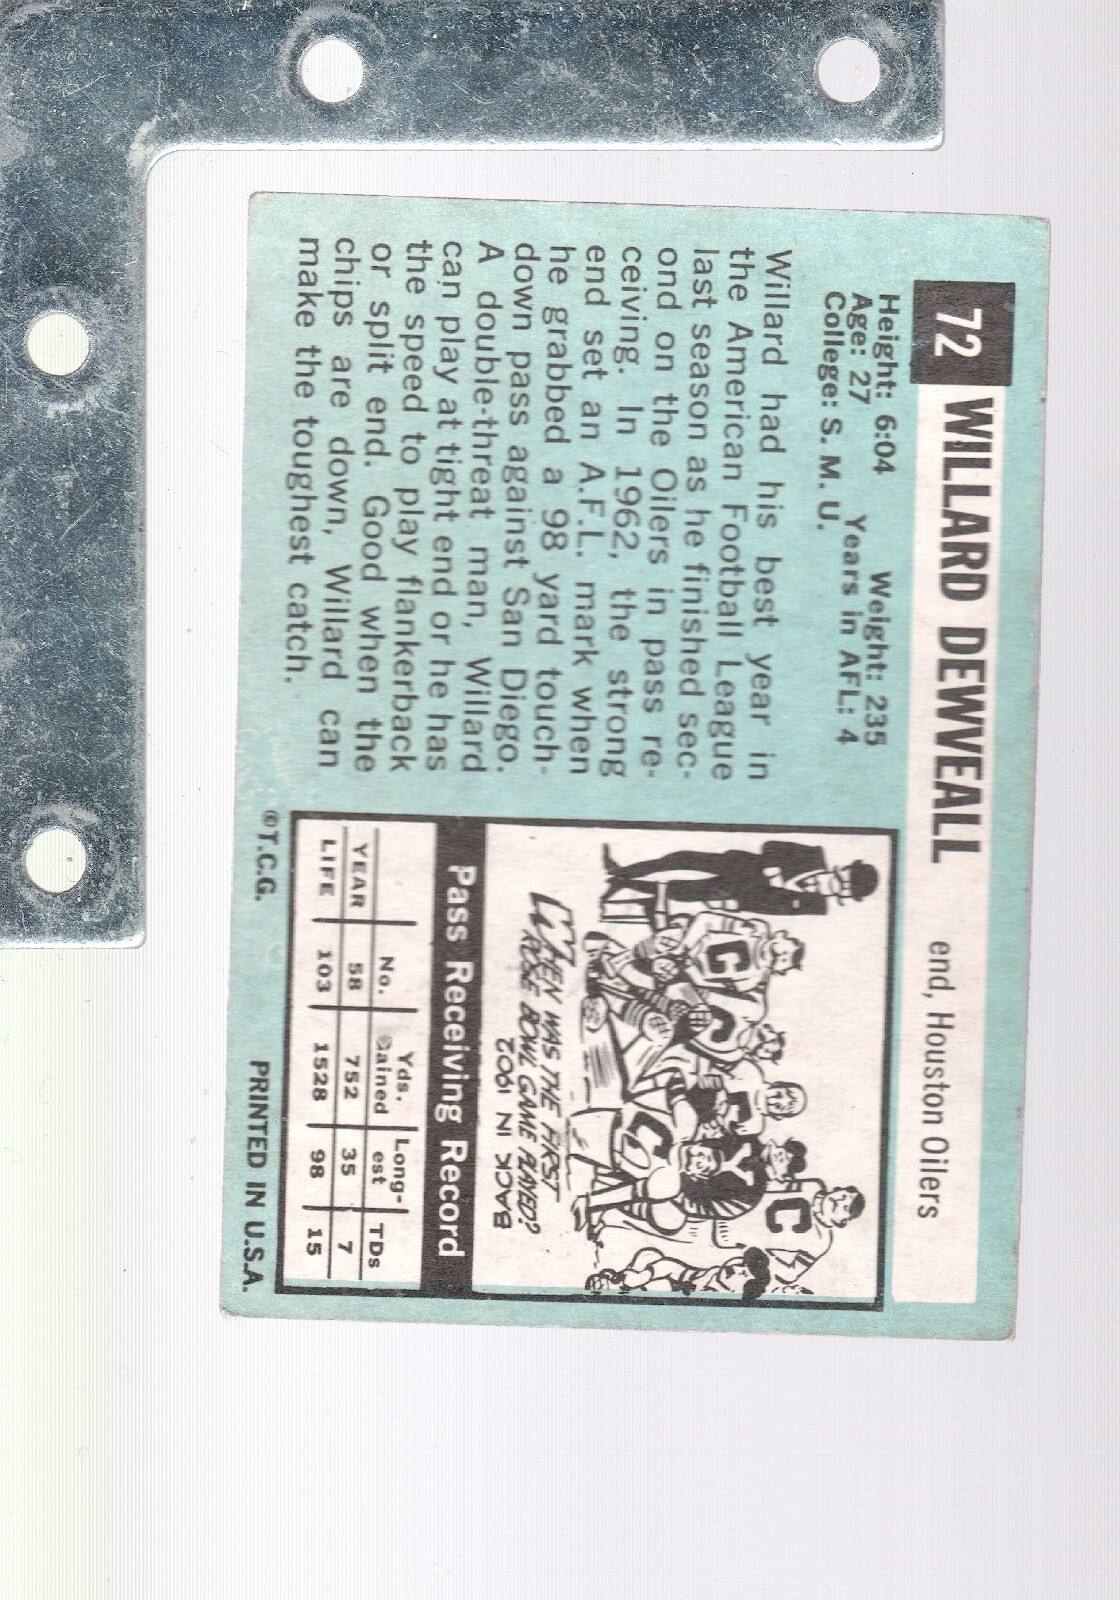 72 WILLARD DEWVEALL end, Houston Oilers
Height: 6:04 Weight: 235
Age: 27 Years in AFL: 4
College: S. M. U.
Willard had his best year in
the American Football League
last season as he finished sec-
ond on the Oilers in pass re-
ceiving. In 1962, the strong
end set an A.F.L. mark when
he grabbed a 98 yard touch-
down pass against San Diego.
A double-threat man, Willard
can play at tight end or he has
the speed to play flankerback
or split end. Good when the
chips are down, Willard can
make the toughest catch.
C C C Y C C
WHEN WAS THE FIRST
ROSE BOWL GAME PLAYED?
BACK IN 1902
Pass Receiving Record
No. Yds. Gained Long-est TDs
YEAR 58 752 35 7
LIFE 103 1528 98 15
©T.C.G. PRINTED IN U.S.A.